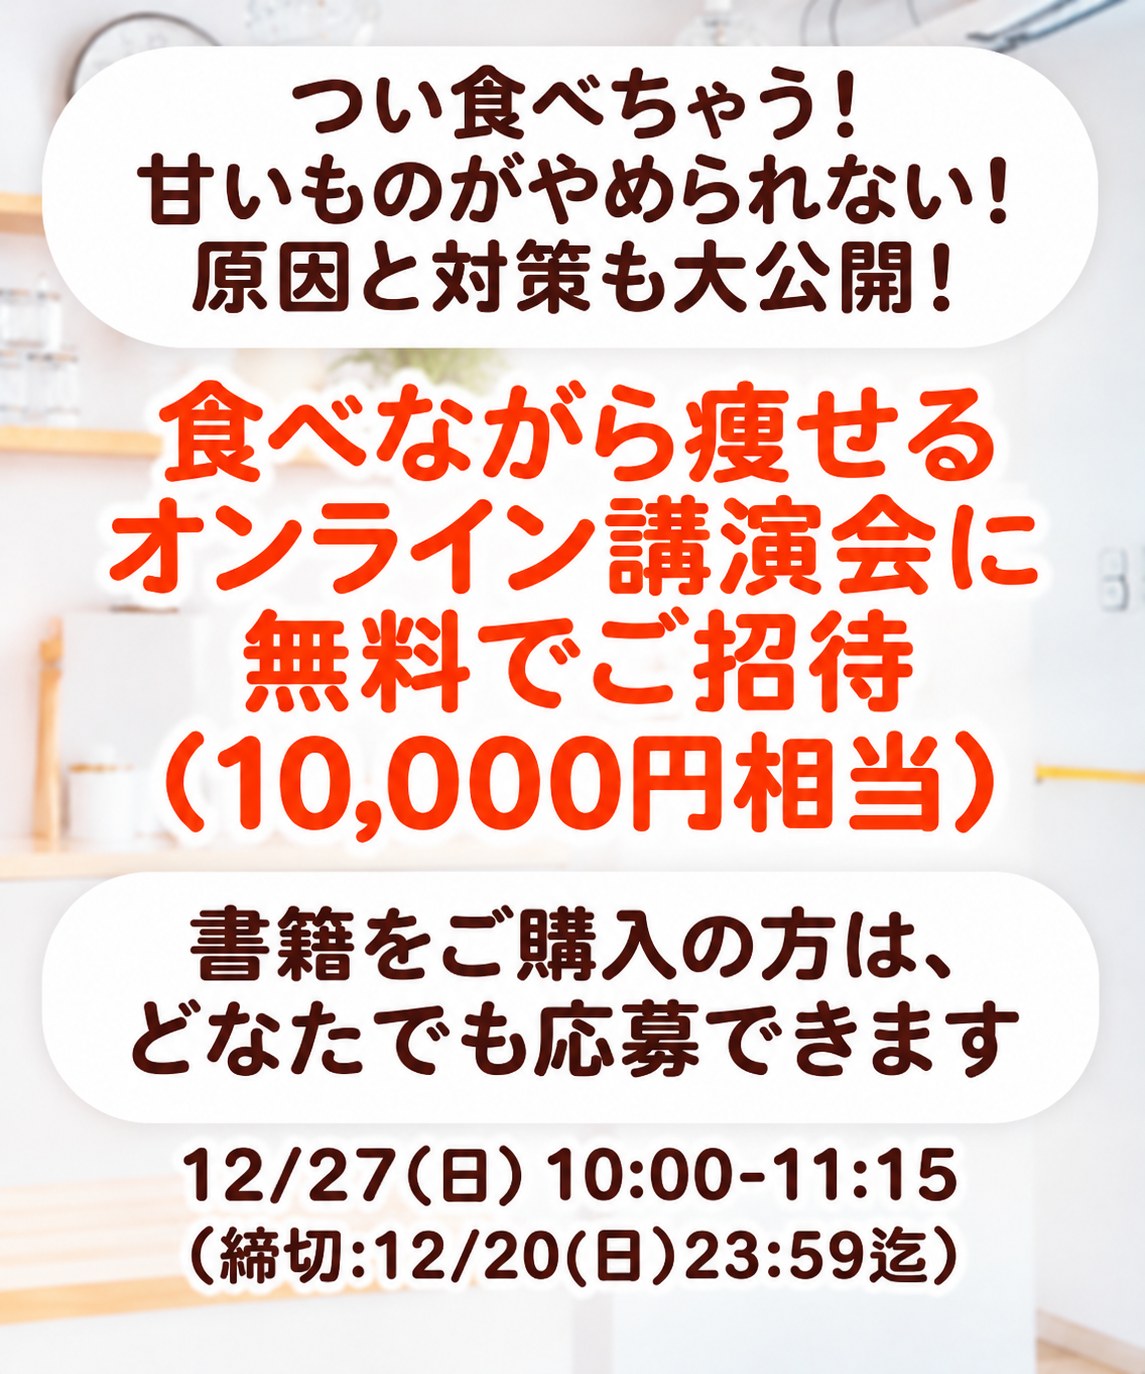 つい食べちゃう！
甘いものがやめられない！
原因と対策も大公開！
食べながら痩せる
オンライン講演会に
無料でご招待
（10,000円相当）
書籍をご購入の方は、
どなたでも応募できます
12/27（日）10:00-11:15
（締切:12/20(日)23:59迄）